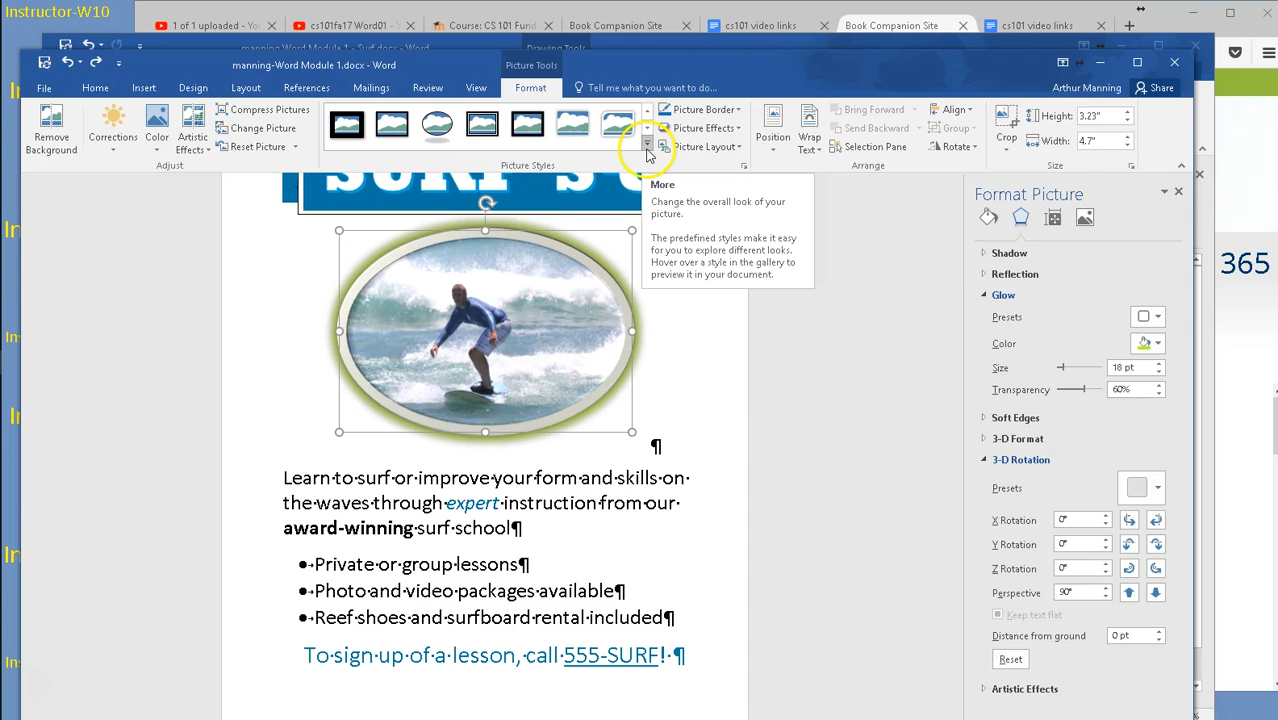 Instructor-W10
1 of 1 uploaded - You
cs101fa17 Word01 - Y
Course: CS 101 Fund
Book Companion Site
cs101 video links
Book Companion Site
cs101 video links
manning-Word Module 1 - Surf.docx - Word
Drawing Tools
manning-Word Module 1.docx - Word
Picture Tools
File Home Insert Design Layout References Mailings Review View Format Tell me what you want to do...
Arthur Manning Share
Remove Background
Corrections
Color
Artistic Effects
Compress Pictures
Change Picture
Reset Picture
Adjust
Picture Styles
Picture Border
Picture Effects
Picture Layout
Position
Wrap Text
Bring Forward
Send Backward
Selection Pane
Align
Group
Rotate
Arrange
Crop
Height: 3.23"
Width: 4.7"
Size
More
Change the overall look of your
picture.
The predefined styles make it easy
for you to explore different looks.
Hover over a style in the gallery to
preview it in your document.
Learn·to·surf·or·improve·your·form·and·skills·on·
the·waves·through·expert·instruction·from·our·
award-winning·surf·school¶
Private·or·group·lessons¶
Photo·and·video·packages·available¶
Reef·shoes·and·surfboard·rental·included¶
To·sign·up·of·a·lesson,·call·555-SURF!·¶
Format Picture
Shadow
Reflection
Glow
Presets
Color
Size 18 pt
Transparency 60%
Soft Edges
3-D Format
3-D Rotation
Presets
X Rotation 0°
Y Rotation 0°
Z Rotation 0°
Perspective 90°
Keep text flat
Distance from ground 0 pt
Reset
Artistic Effects
365